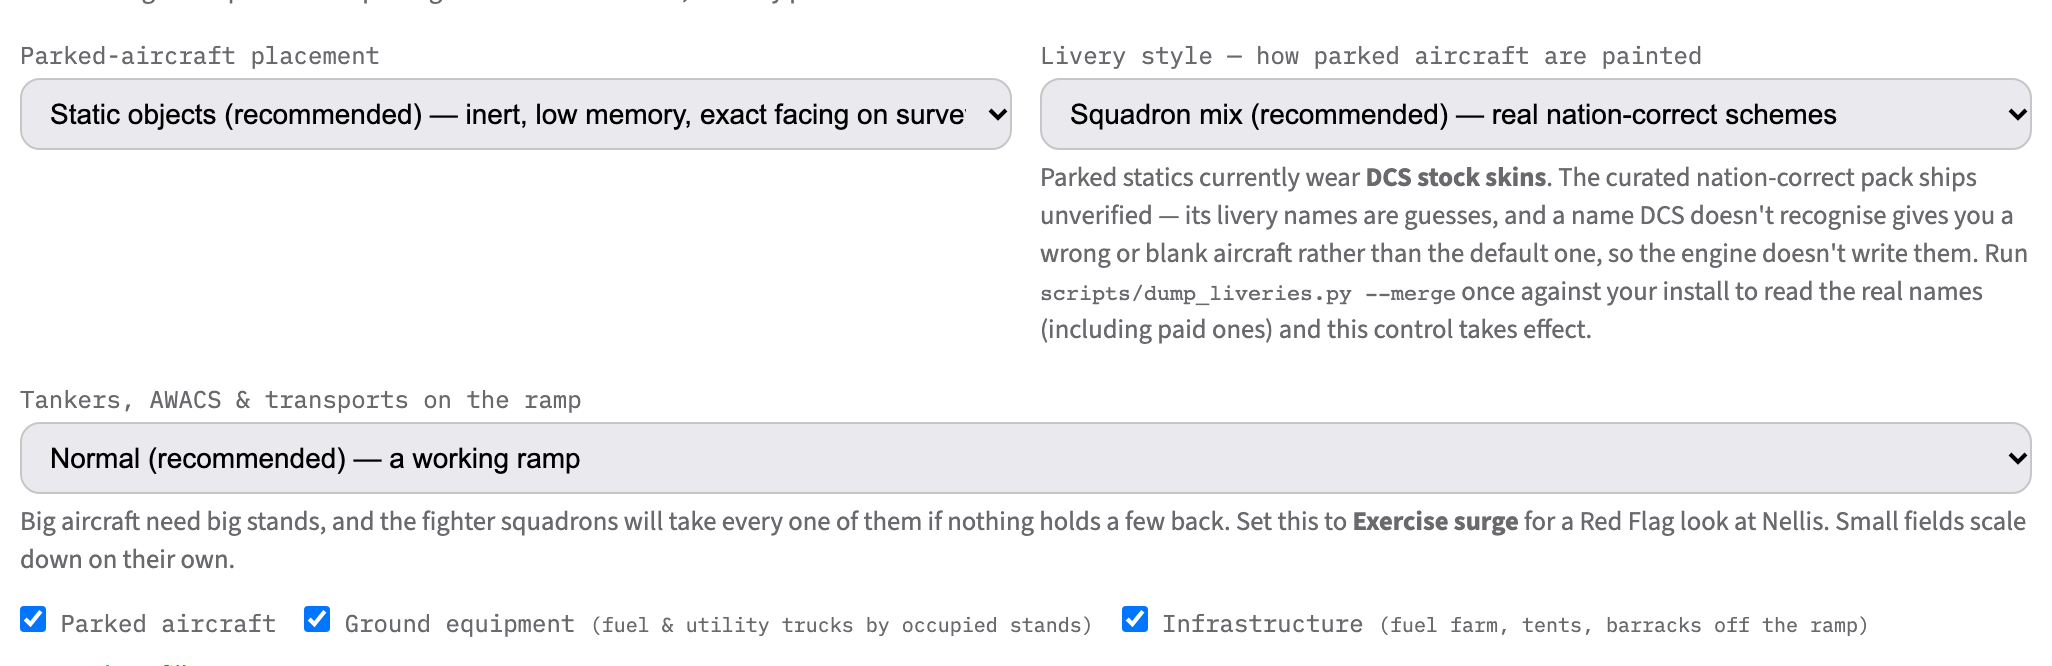 Parked-aircraft placement
Livery style — how parked aircraft are painted
Static objects (recommended) — inert, low memory, exact facing on surve
Squadron mix (recommended) — real nation-correct schemes
Parked statics currently wear DCS stock skins. The curated nation-correct pack ships
unverified — its livery names are guesses, and a name DCS doesn't recognise gives you a
wrong or blank aircraft rather than the default one, so the engine doesn't write them. Run
scripts/dump_liveries.py --merge once against your install to read the real names
(including paid ones) and this control takes effect.
Tankers, AWACS & transports on the ramp
Normal (recommended) — a working ramp
Big aircraft need big stands, and the fighter squadrons will take every one of them if nothing holds a few back. Set this to Exercise surge for a Red Flag look at Nellis. Small fields scale
down on their own.
Parked aircraft Ground equipment (fuel & utility trucks by occupied stands) Infrastructure (fuel farm, tents, barracks off the ramp)